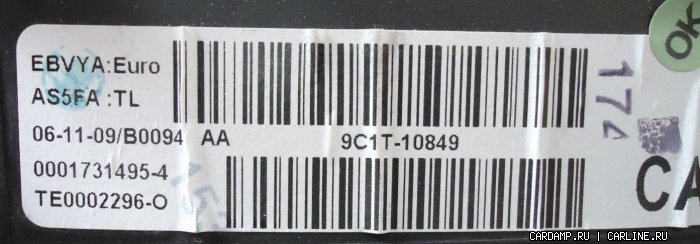 EBVYA:Euro
AS5FA :TL
06-11-09/B0094 AA 9C1T-10849
0001731495-4
TE0002296-O
OK
174
CA
CARDAMP.RU | CARLINE.RU